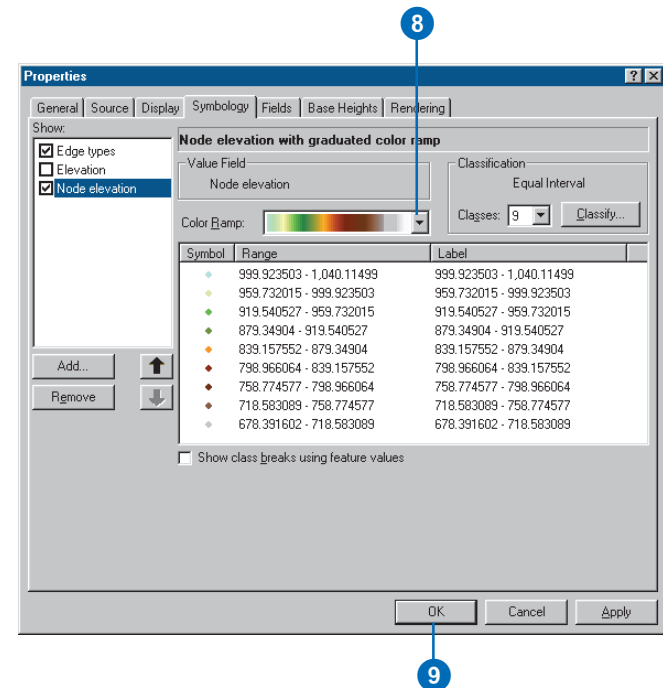 8
Properties
General Source Display Symbology Fields Base Heights Rendering
Show:
Edge types
Elevation
Node elevation
Add...
Remove
Node elevation with graduated color ramp
Value Field
Node elevation
Classification
Equal Interval
Classes: 9 Classify...
Color Ramp:
Symbol Range Label
999.923503 - 1,040.11499 999.923503 - 1,040.11499
959.732015 - 999.923503 959.732015 - 999.923503
919.540527 - 959.732015 919.540527 - 959.732015
879.34904 - 919.540527 879.34904 - 919.540527
839.157552 - 879.34904 839.157552 - 879.34904
798.966064 - 839.157552 798.966064 - 839.157552
758.774577 - 798.966064 758.774577 - 798.966064
718.583089 - 758.774577 718.583089 - 758.774577
678.391602 - 718.583089 678.391602 - 718.583089
Show class breaks using feature values
OK Cancel Apply
9